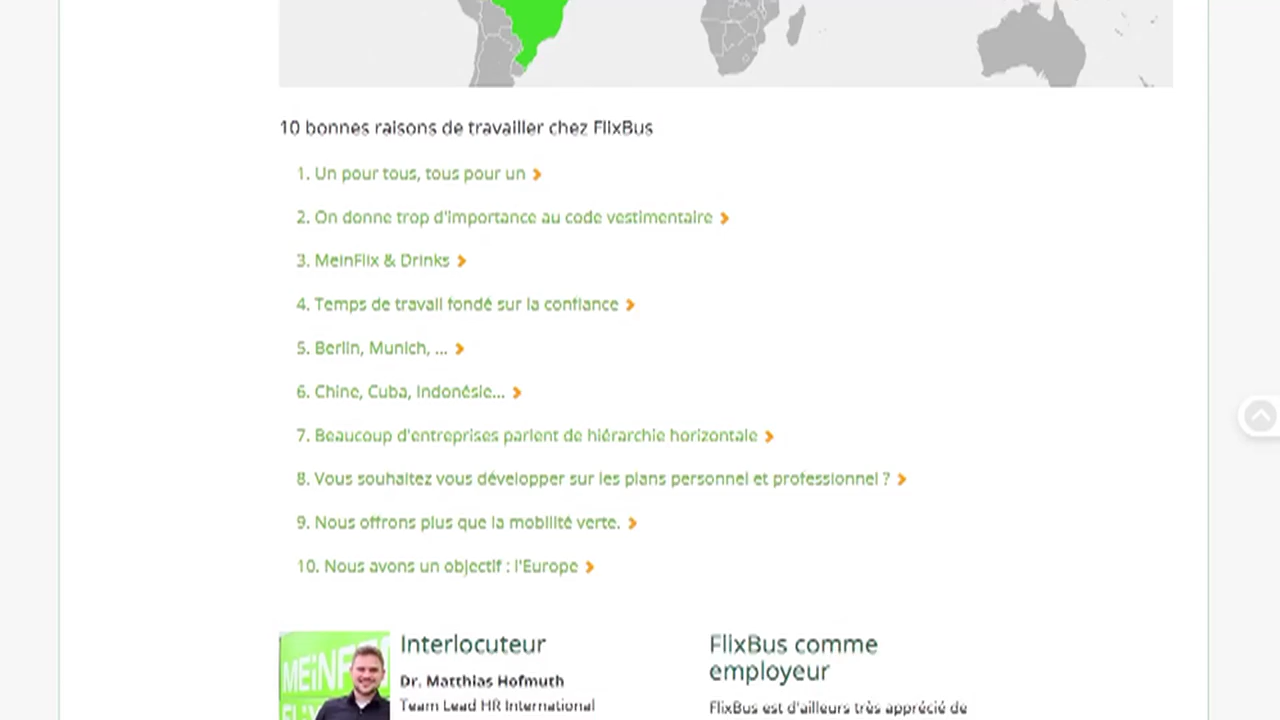 10 bonnes raisons de travailler chez FlixBus
1. Un pour tous, tous pour un
2. On donne trop d'importance au code vestimentaire
3. MeinFlix & Drinks
4. Temps de travail fondé sur la confiance
5. Berlin, Munich, ...
6. Chine, Cuba, Indonésie...
7. Beaucoup d'entreprises parlent de hiérarchie horizontale
8. Vous souhaitez vous développer sur les plans personnel et professionnel ?
9. Nous offrons plus que la mobilité verte.
10. Nous avons un objectif : l'Europe
MEiNF
FLiX
Interlocuteur
Dr. Matthias Hofmuth
Team Lead HR International
FlixBus comme
employeur
FlixBus est d'ailleurs très apprécié de